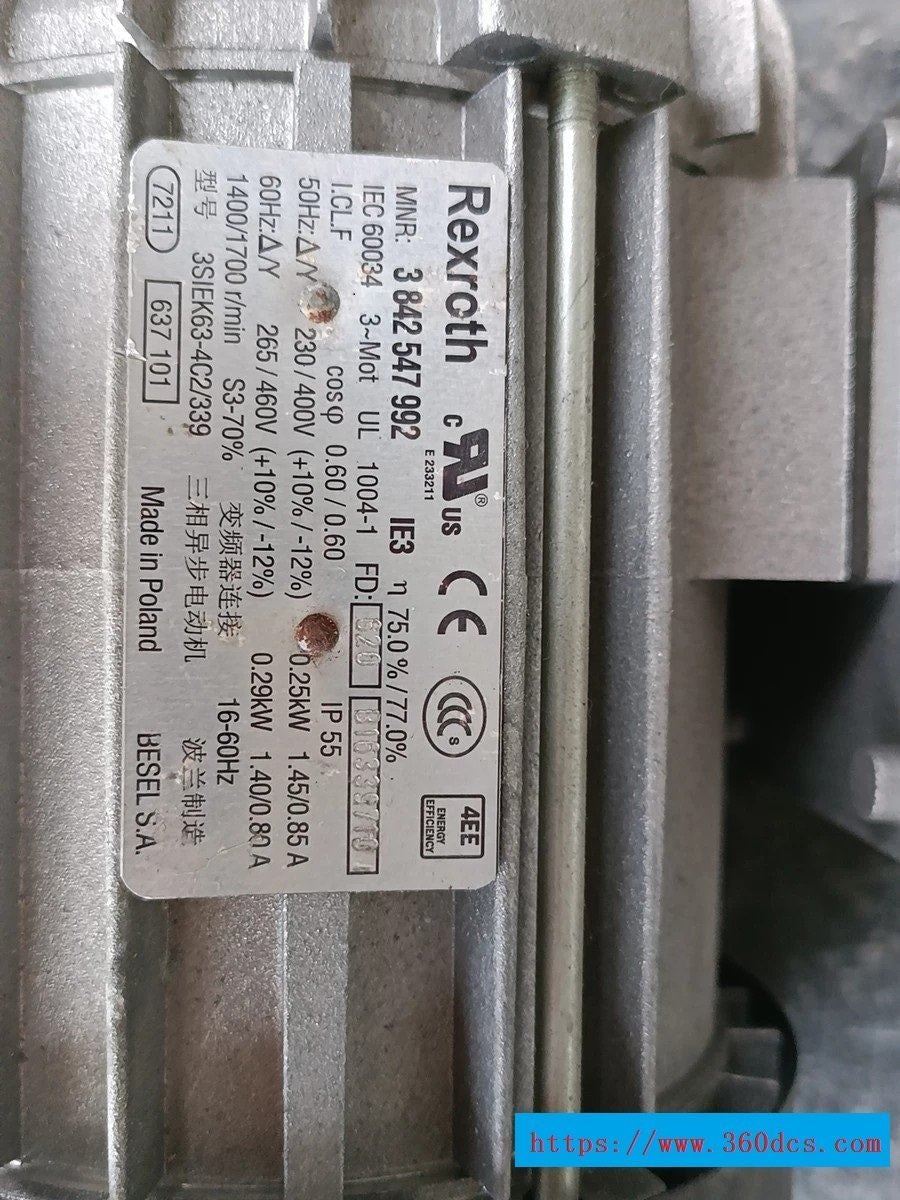 Rexroth
c UR ® US
E 233211
CE
CCC S
4EE
ENERGY
EFFICIENCY
MNR: 3 842 547 992 IE3 η 75.0 % / 77.0%
IEC 60034 3~Mot UL 1004-1 FD:
I.CL.F cosφ 0.60 / 0.60 IP 55
50Hz: Δ/Y 230 / 400V (+10% / -12%) 0.25kW 1.45/0.85 A
60Hz: Δ/Y 265 / 460V (+10% / -12%) 0.29kW 1.40/0.80 A
1400/1700 r/min S3-70% 变频器连接 16-60Hz
型号 3SIEK63-4C2/339 三相异步电动机 波兰制造
7211 637 101 Made in Poland BESEL S.A.
https://www.360dcs.com